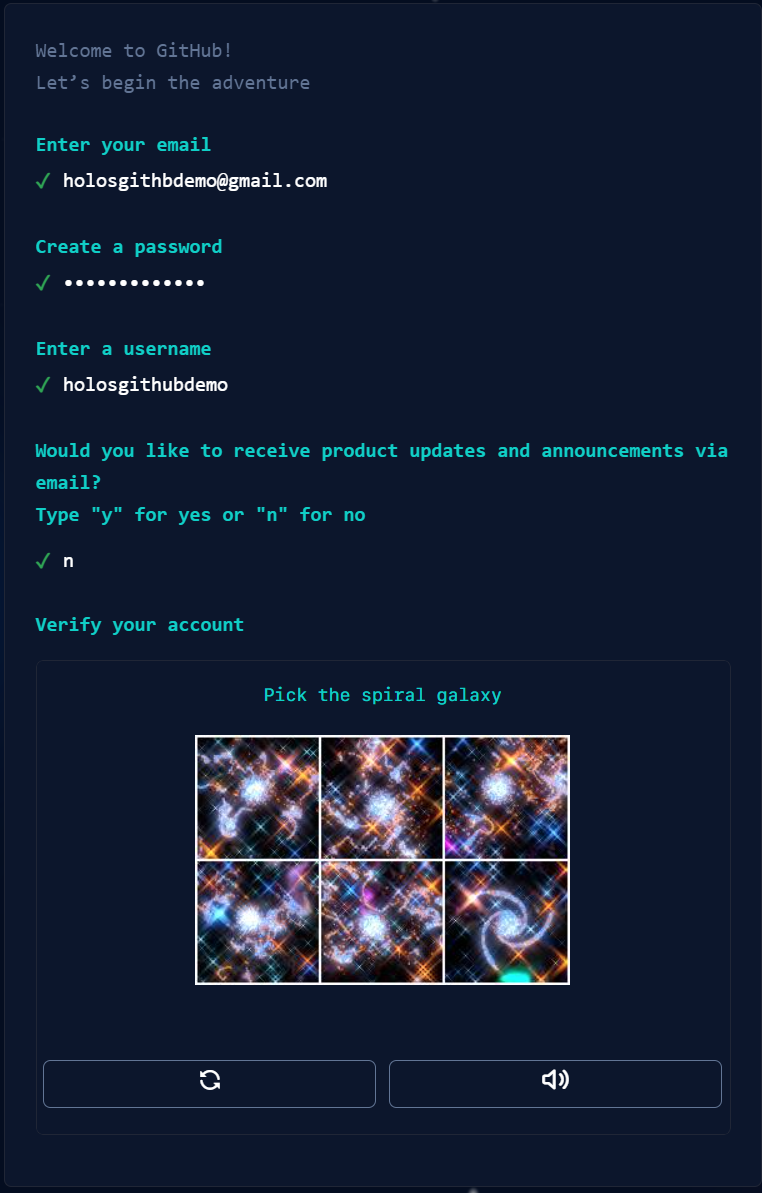 Welcome to GitHub!
Let’s begin the adventure
Enter your email
✓ holosgithbdemo@gmail.com
Create a password
✓ •••••••••••••
Enter a username
✓ holosgithubdemo
Would you like to receive product updates and announcements via
email?
Type "y" for yes or "n" for no
✓ n
Verify your account
Pick the spiral galaxy